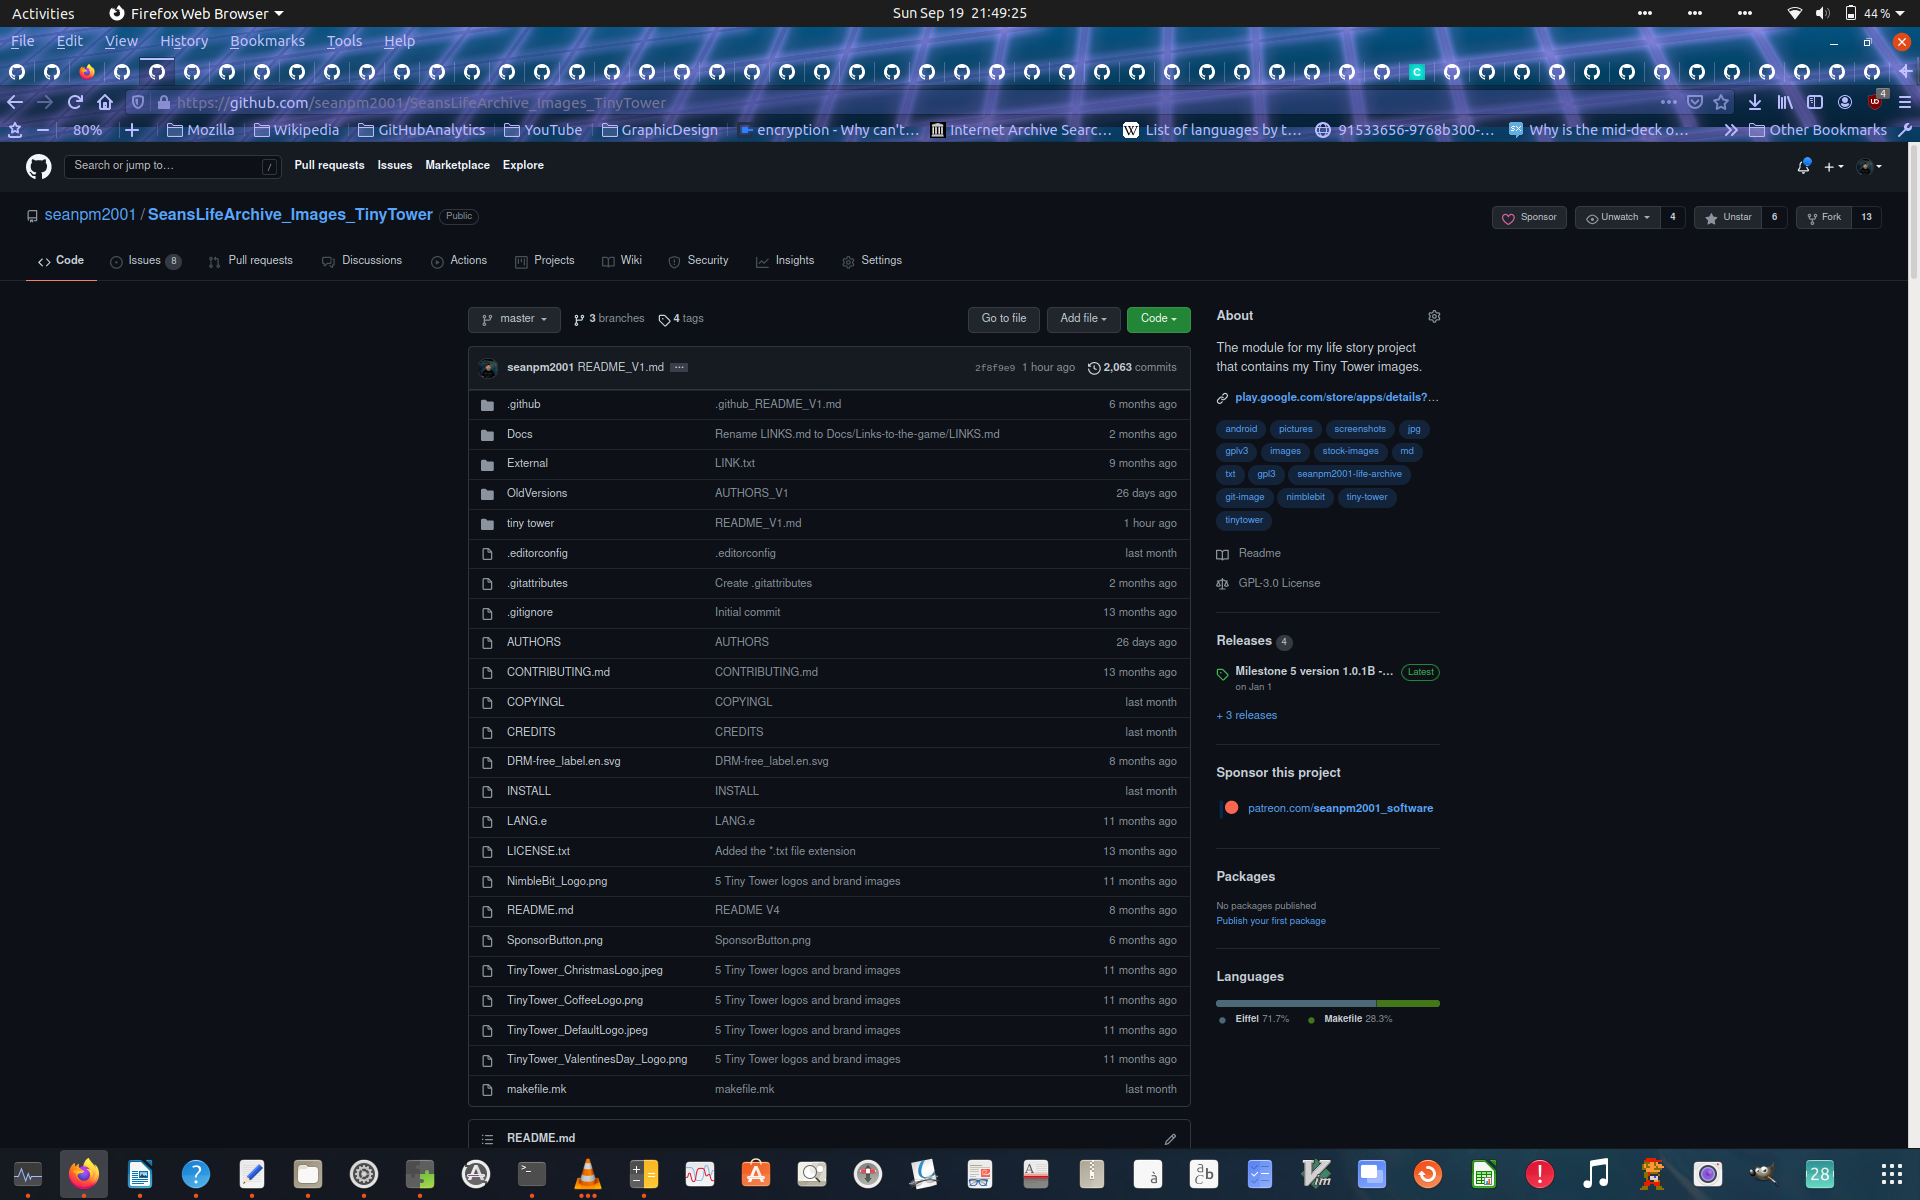 Activities
Firefox Web Browser
Sun Sep 19 21:49:25
44 %
File Edit View History Bookmarks Tools Help
https://github.com/seanpm2001/SeansLifeArchive_Images_TinyTower
4
80%
Mozilla
Wikipedia
GitHubAnalytics
YouTube
GraphicDesign
encryption - Why can't…
Internet Archive Searc…
List of languages by t…
91533656-9768b300-…
Why is the mid-deck o…
Other Bookmarks
Search or jump to…
/
Pull requests Issues Marketplace Explore
seanpm2001 / SeansLifeArchive_Images_TinyTower
Public
Sponsor
Unwatch 4
Unstar 6
Fork 13
Code
Issues 8
Pull requests
Discussions
Actions
Projects
Wiki
Security
Insights
Settings
master
3 branches
4 tags
Go to file
Add file
Code
seanpm2001 README_V1.md
2f8f9e9 1 hour ago
2,063 commits
.github .github_README_V1.md 6 months ago
Docs Rename LINKS.md to Docs/Links-to-the-game/LINKS.md 2 months ago
External LINK.txt 9 months ago
OldVersions AUTHORS_V1 26 days ago
tiny tower README_V1.md 1 hour ago
.editorconfig .editorconfig last month
.gitattributes Create .gitattributes 2 months ago
.gitignore Initial commit 13 months ago
AUTHORS AUTHORS 26 days ago
CONTRIBUTING.md CONTRIBUTING.md 13 months ago
COPYINGL COPYINGL last month
CREDITS CREDITS last month
DRM-free_label.en.svg DRM-free_label.en.svg 8 months ago
INSTALL INSTALL last month
LANG.e LANG.e 11 months ago
LICENSE.txt Added the *.txt file extension 13 months ago
NimbleBit_Logo.png 5 Tiny Tower logos and brand images 11 months ago
README.md README V4 8 months ago
SponsorButton.png SponsorButton.png 6 months ago
TinyTower_ChristmasLogo.jpeg 5 Tiny Tower logos and brand images 11 months ago
TinyTower_CoffeeLogo.png 5 Tiny Tower logos and brand images 11 months ago
TinyTower_DefaultLogo.jpeg 5 Tiny Tower logos and brand images 11 months ago
TinyTower_ValentinesDay_Logo.png 5 Tiny Tower logos and brand images 11 months ago
makefile.mk makefile.mk last month
README.md
About
The module for my life story project
that contains my Tiny Tower images.
play.google.com/store/apps/details?…
android pictures screenshots jpg
gplv3 images stock-images md
txt gpl3 seanpm2001-life-archive
git-image nimblebit tiny-tower
tinytower
Readme
GPL-3.0 License
Releases 4
Milestone 5 version 1.0.1B -… Latest
on Jan 1
+ 3 releases
Sponsor this project
patreon.com/seanpm2001_software
Packages
No packages published
Publish your first package
Languages
Eiffel 71.7% Makefile 28.3%
28